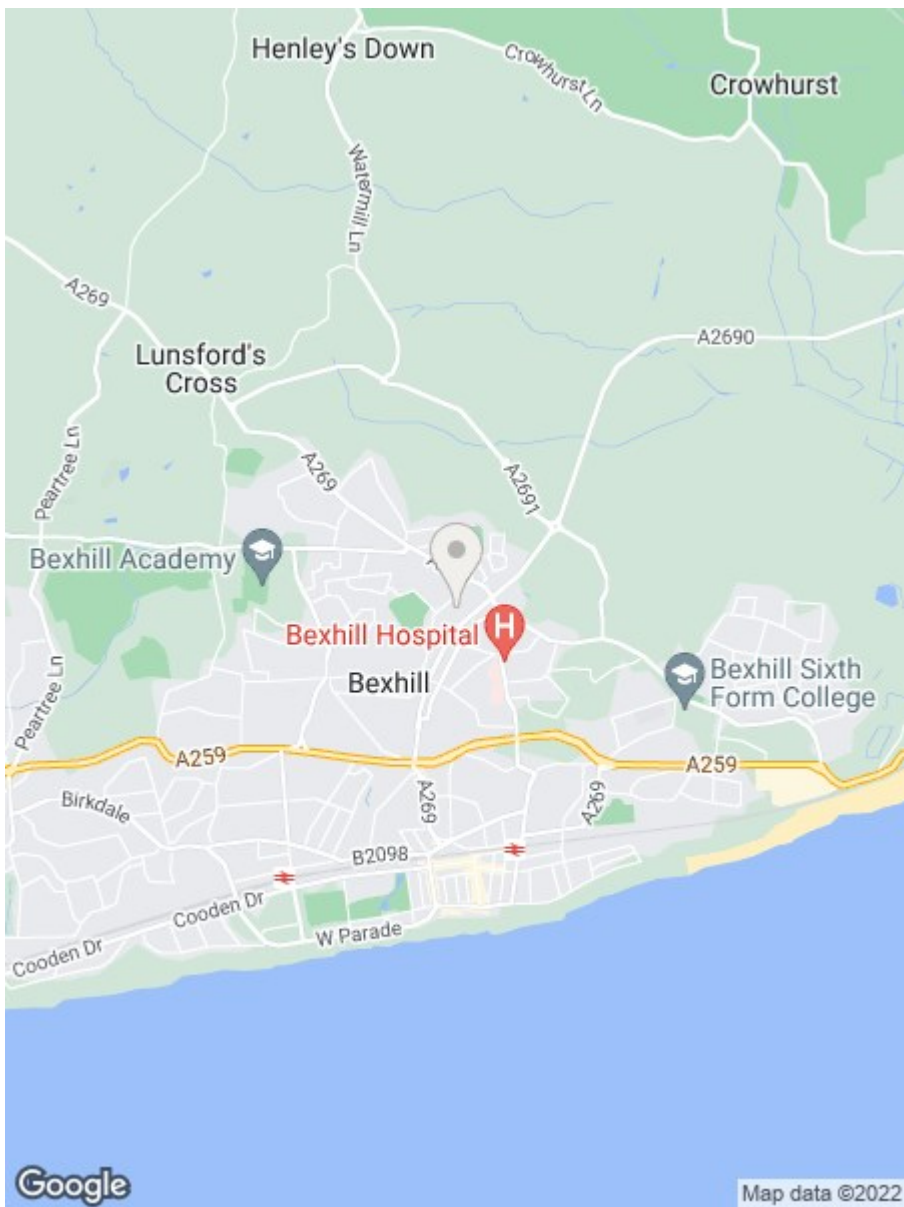 Henley's Down
Crowhurst Ln
Crowhurst
Watermill Ln
A269
A2690
Lunsford's
Cross
Peartree Ln
A269
A2691
Bexhill Academy
A
Bexhill Hospital
H
Bexhill
Bexhill Sixth
Form College
Peartree Ln
A259
A259
Birkdale
A269
A269
B2098
Cooden Dr
W Parade
Cooden Dr
Google
Map data ©2022